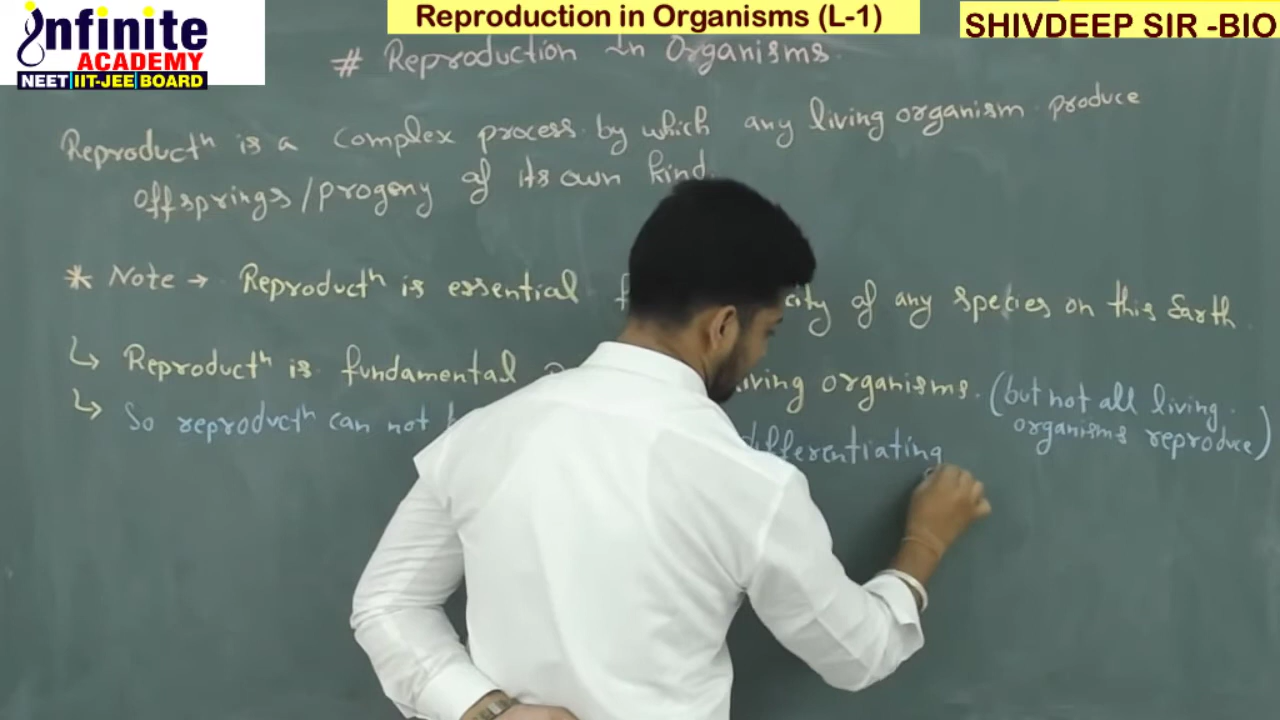 infinite
ACADEMY
NEET IIT-JEE BOARD
Reproduction in Organisms (L-1)
SHIVDEEP SIR -BIO
# Reproduction in Organisms.
Reproductⁿ is a complex process by which any living organism produce
offsprings/progeny of its own kind.
* Note → Reproductⁿ is essential of any species on this Earth.
↳ Reproductⁿ is fundamental living organisms. (but not all living
organisms reproduce)
↳ So reproductⁿ can not differentiating